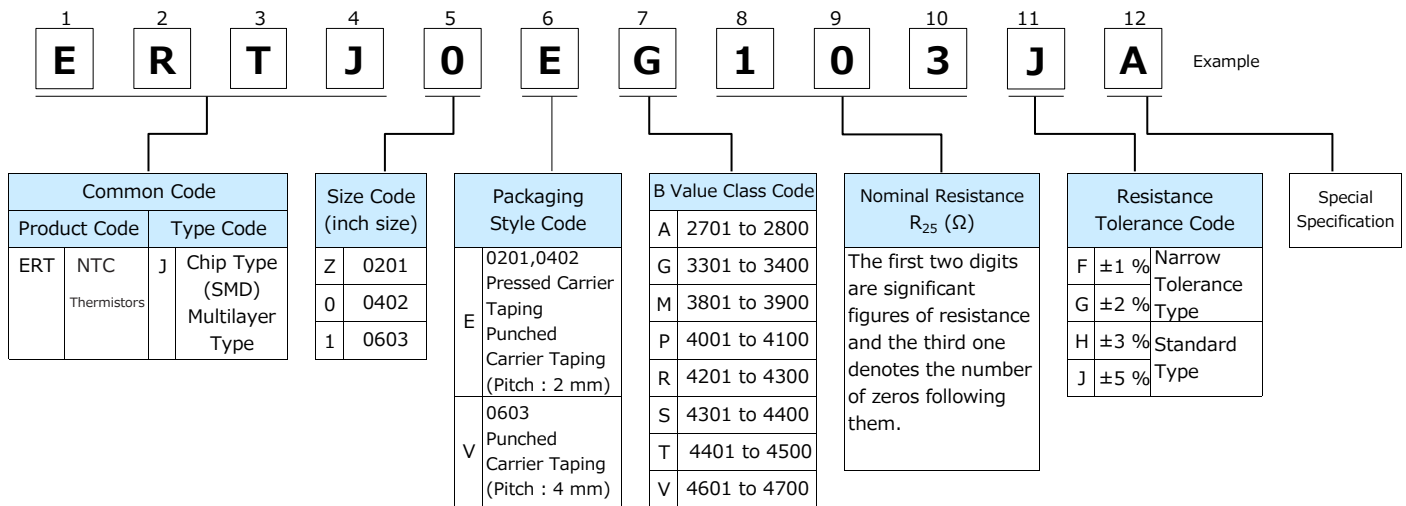 1 2 3 4 5 6 7 8 9 10 11 12
E R T J 0 E G 1 0 3 J A Example
Common Code
Product Code Type Code
ERT NTC
Thermistors
J Chip Type
(SMD)
Multilayer
Type
Size Code
(inch size)
Z 0201
0 0402
1 0603
Packaging
Style Code
E
0201,0402
Pressed Carrier
Taping
Punched
Carrier Taping
(Pitch : 2 mm)
V
0603
Punched
Carrier Taping
(Pitch : 4 mm)
B Value Class Code
A 2701 to 2800
G 3301 to 3400
M 3801 to 3900
P 4001 to 4100
R 4201 to 4300
S 4301 to 4400
T 4401 to 4500
V 4601 to 4700
Nominal Resistance
R₂₅ (Ω)
The first two digits
are significant
figures of resistance
and the third one
denotes the number
of zeros following
them.
Resistance
Tolerance Code
F ±1 %
G ±2 %
Narrow
Tolerance
Type
H ±3 %
J ±5 %
Standard
Type
Special
Specification